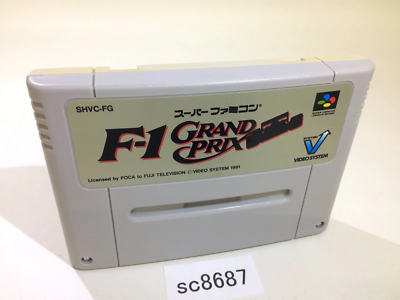 SHVC-FG
スーパーファミコン
F-1 GRAND PRIX
VIDEO SYSTEM
Licensed by FOCA to FUJI TELEVISION ©VIDEO SYSTEM 1991
sc8687